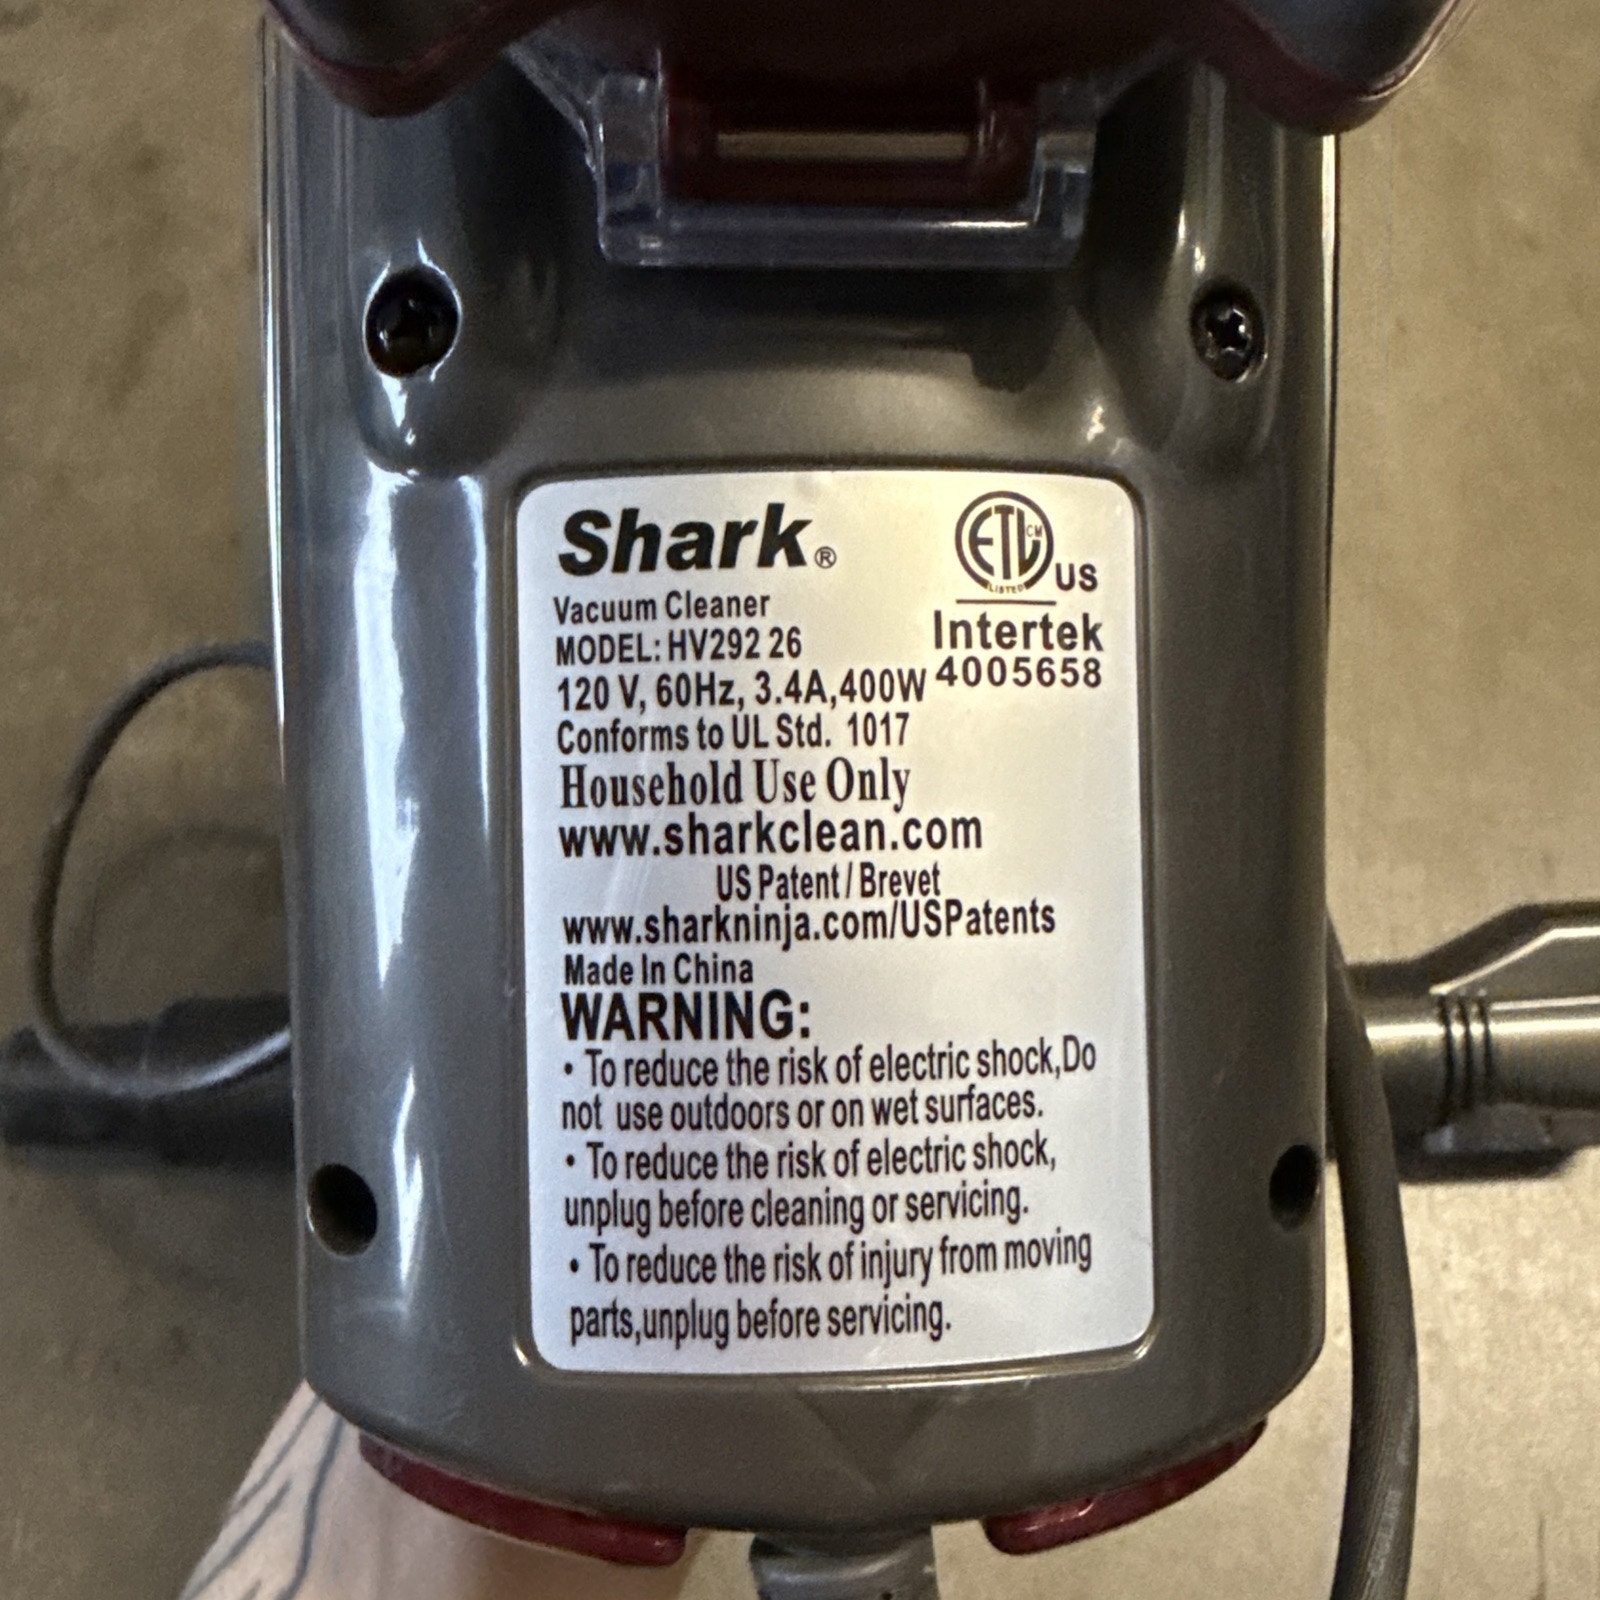 Shark®
Vacuum Cleaner
MODEL: HV292 26
120 V, 60Hz, 3.4A,400W
Conforms to UL Std. 1017
Household Use Only
www.sharkclean.com
US Patent / Brevet
www.sharkninja.com/USPatents
Made In China
WARNING:
• To reduce the risk of electric shock,Do
not use outdoors or on wet surfaces.
• To reduce the risk of electric shock,
unplug before cleaning or servicing.
• To reduce the risk of injury from moving
parts,unplug before servicing.
ETL CM
LISTED
US
Intertek
4005658